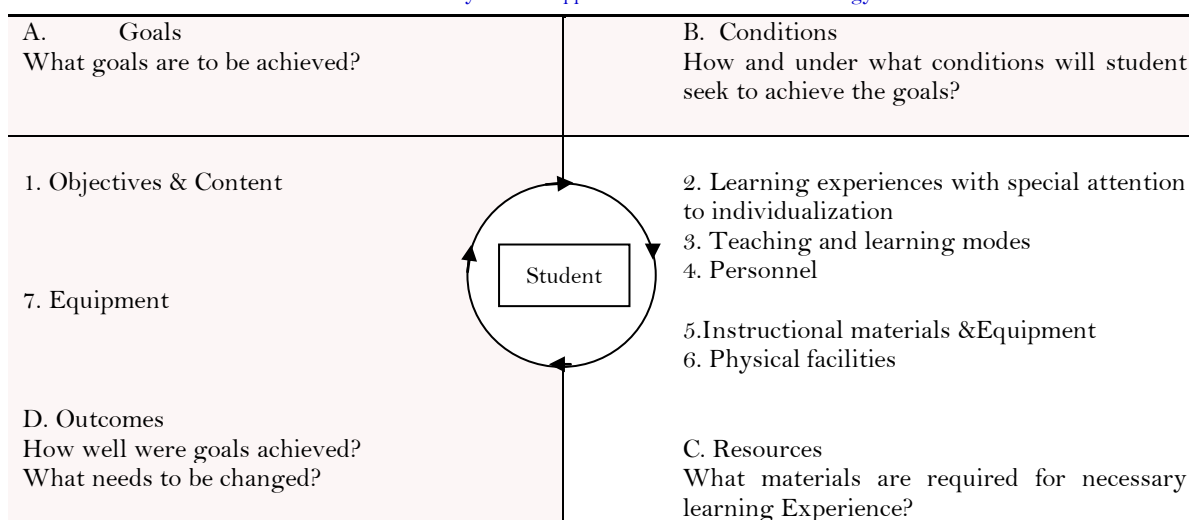 A. Goals
What goals are to be achieved?
B. Conditions
How and under what conditions will student
seek to achieve the goals?
1. Objectives & Content
7. Equipment
Student
2. Learning experiences with special attention
to individualization
3. Teaching and learning modes
4. Personnel
5.Instructional materials &Equipment
6. Physical facilities
D. Outcomes
How well were goals achieved?
What needs to be changed?
C. Resources
What materials are required for necessary
learning Experience?